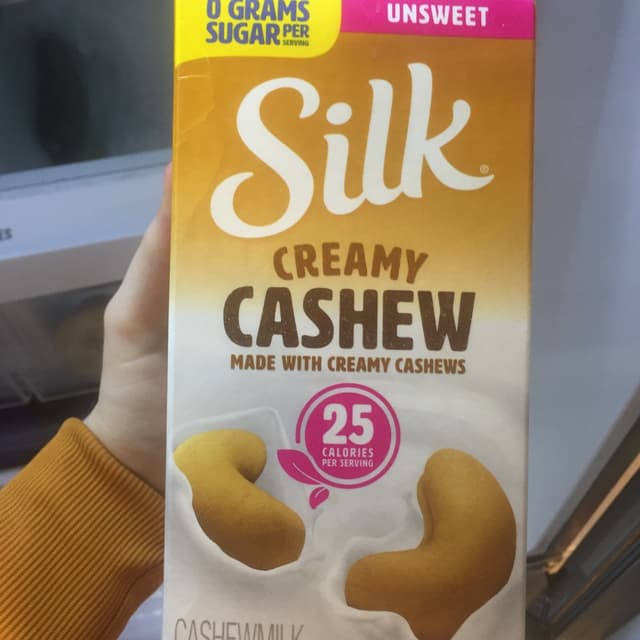 0 GRAMS
SUGAR PER
SERVING
UNSWEET
Silk
CREAMY
CASHEW
MADE WITH CREAMY CASHEWS
25
CALORIES
PER SERVING
CASHEWMILK